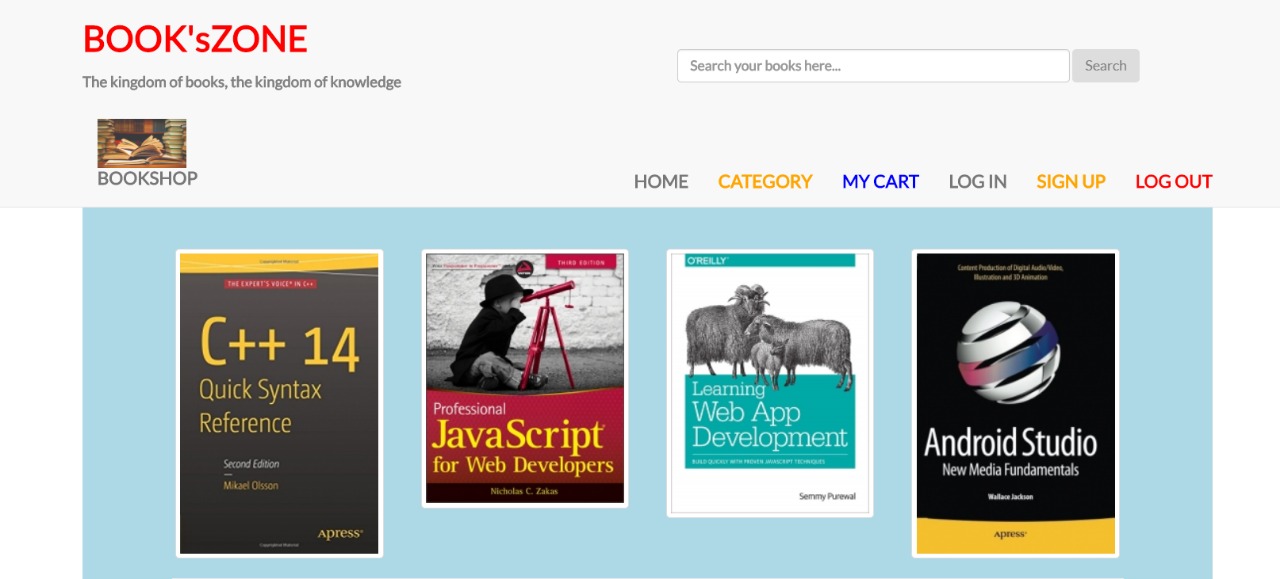 BOOK'sZONE
The kingdom of books, the kingdom of knowledge
Search your books here...
Search
BOOKSHOP
HOME
CATEGORY
MY CART
LOG IN
SIGN UP
LOG OUT
THE EXPERT'S VOICE® IN C++
C++ 14
Quick Syntax
Reference
Second Edition
Mikael Olsson
Apress®
THIRD EDITION
Professional
JavaScript®
for Web Developers
Nicholas C. Zakas
O'REILLY®
Learning
Web App
Development
BUILD QUICKLY WITH PROVEN JAVASCRIPT TECHNIQUES
Semmy Purewal
Content Production of Digital Audio/Video,
Illustration and 3D Animation
Android Studio
New Media Fundamentals
Wallace Jackson
Apress®